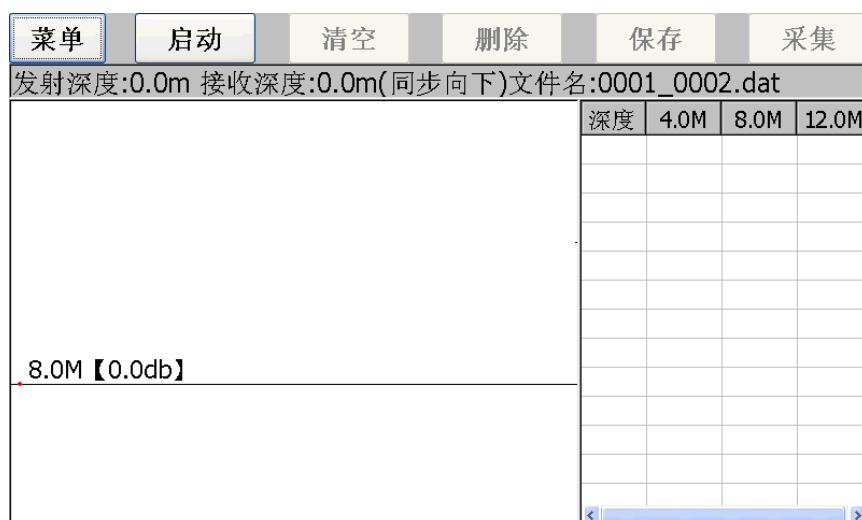 菜单 启动 清空 删除 保存 采集
发射深度:0.0m 接收深度:0.0m(同步向下)文件名:0001_0002.dat
深度 4.0M 8.0M 12.0M
8.0M【0.0db】